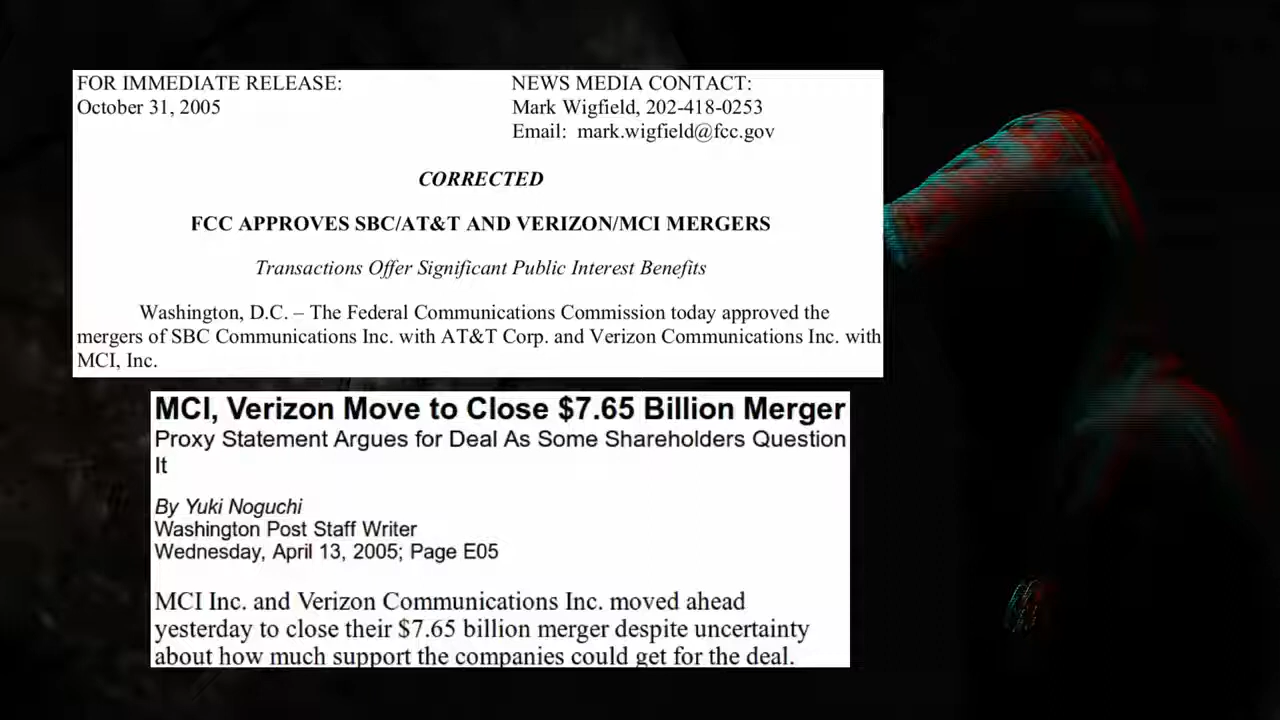 FOR IMMEDIATE RELEASE:
October 31, 2005
NEWS MEDIA CONTACT:
Mark Wigfield, 202-418-0253
Email: mark.wigfield@fcc.gov
CORRECTED
FCC APPROVES SBC/AT&T AND VERIZON/MCI MERGERS
Transactions Offer Significant Public Interest Benefits
Washington, D.C. – The Federal Communications Commission today approved the
mergers of SBC Communications Inc. with AT&T Corp. and Verizon Communications Inc. with
MCI, Inc.
MCI, Verizon Move to Close $7.65 Billion Merger
Proxy Statement Argues for Deal As Some Shareholders Question
It
By Yuki Noguchi
Washington Post Staff Writer
Wednesday, April 13, 2005; Page E05
MCI Inc. and Verizon Communications Inc. moved ahead
yesterday to close their $7.65 billion merger despite uncertainty
about how much support the companies could get for the deal.